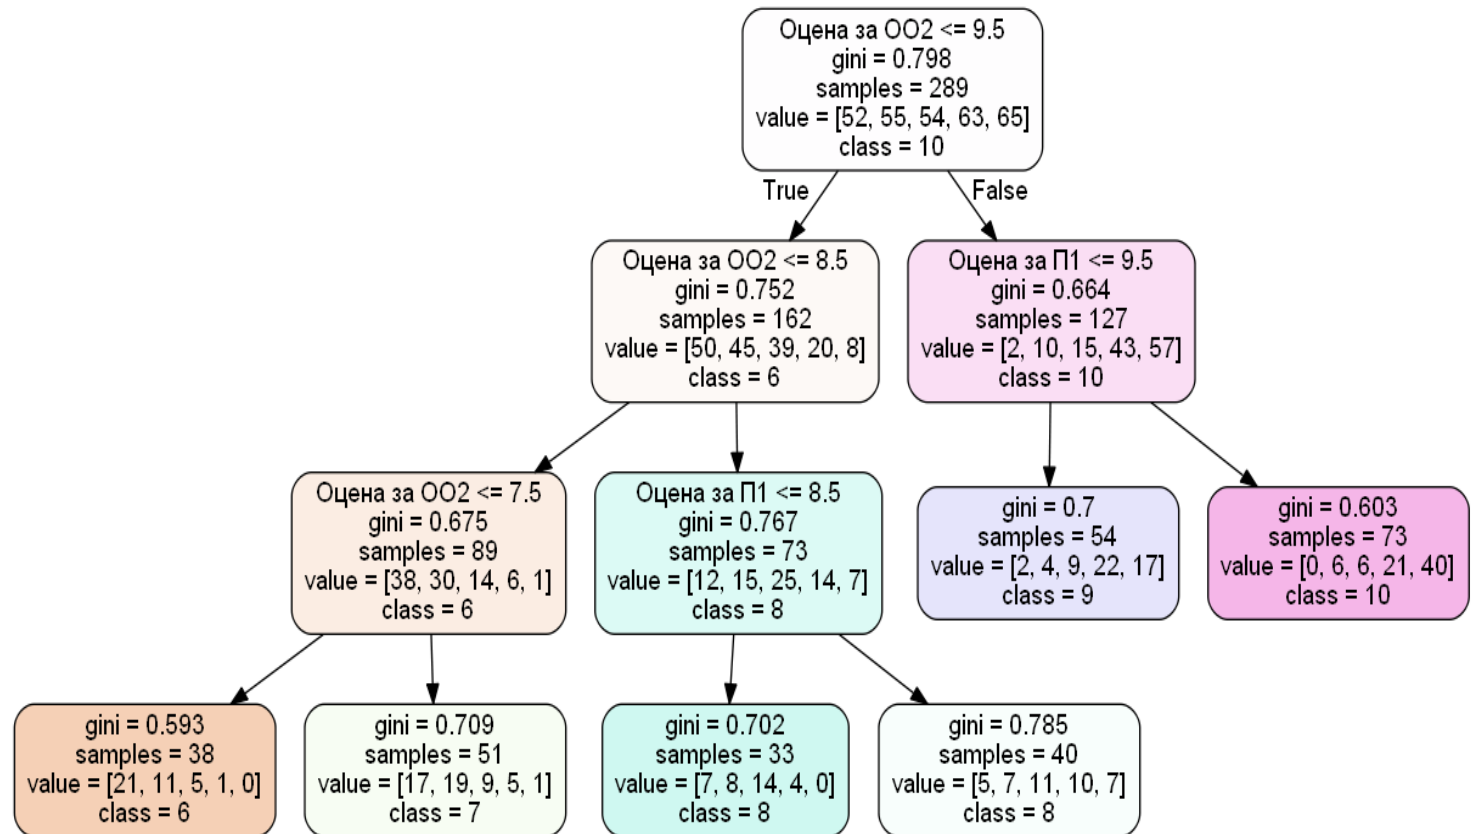 Оцена за ОО2 <= 9.5
gini = 0.798
samples = 289
value = [52, 55, 54, 63, 65]
class = 10
True
False
Оцена за ОО2 <= 8.5
gini = 0.752
samples = 162
value = [50, 45, 39, 20, 8]
class = 6
Оцена за П1 <= 9.5
gini = 0.664
samples = 127
value = [2, 10, 15, 43, 57]
class = 10
Оцена за ОО2 <= 7.5
gini = 0.675
samples = 89
value = [38, 30, 14, 6, 1]
class = 6
Оцена за П1 <= 8.5
gini = 0.767
samples = 73
value = [12, 15, 25, 14, 7]
class = 8
gini = 0.7
samples = 54
value = [2, 4, 9, 22, 17]
class = 9
gini = 0.603
samples = 73
value = [0, 6, 6, 21, 40]
class = 10
gini = 0.593
samples = 38
value = [21, 11, 5, 1, 0]
class = 6
gini = 0.709
samples = 51
value = [17, 19, 9, 5, 1]
class = 7
gini = 0.702
samples = 33
value = [7, 8, 14, 4, 0]
class = 8
gini = 0.785
samples = 40
value = [5, 7, 11, 10, 7]
class = 8